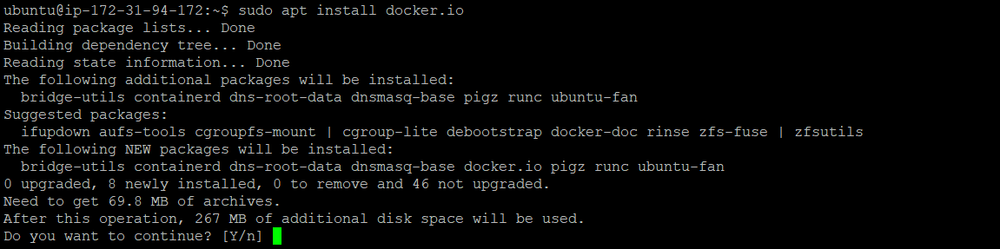 ubuntu@ip-172-31-94-172:~$ sudo apt install docker.io
Reading package lists... Done
Building dependency tree... Done
Reading state information... Done
The following additional packages will be installed:
  bridge-utils containerd dns-root-data dnsmasq-base pigz runc ubuntu-fan
Suggested packages:
  ifupdown aufs-tools cgroupfs-mount | cgroup-lite debootstrap docker-doc rinse zfs-fuse | zfsutils
The following NEW packages will be installed:
  bridge-utils containerd dns-root-data dnsmasq-base docker.io pigz runc ubuntu-fan
0 upgraded, 8 newly installed, 0 to remove and 46 not upgraded.
Need to get 69.8 MB of archives.
After this operation, 267 MB of additional disk space will be used.
Do you want to continue? [Y/n]